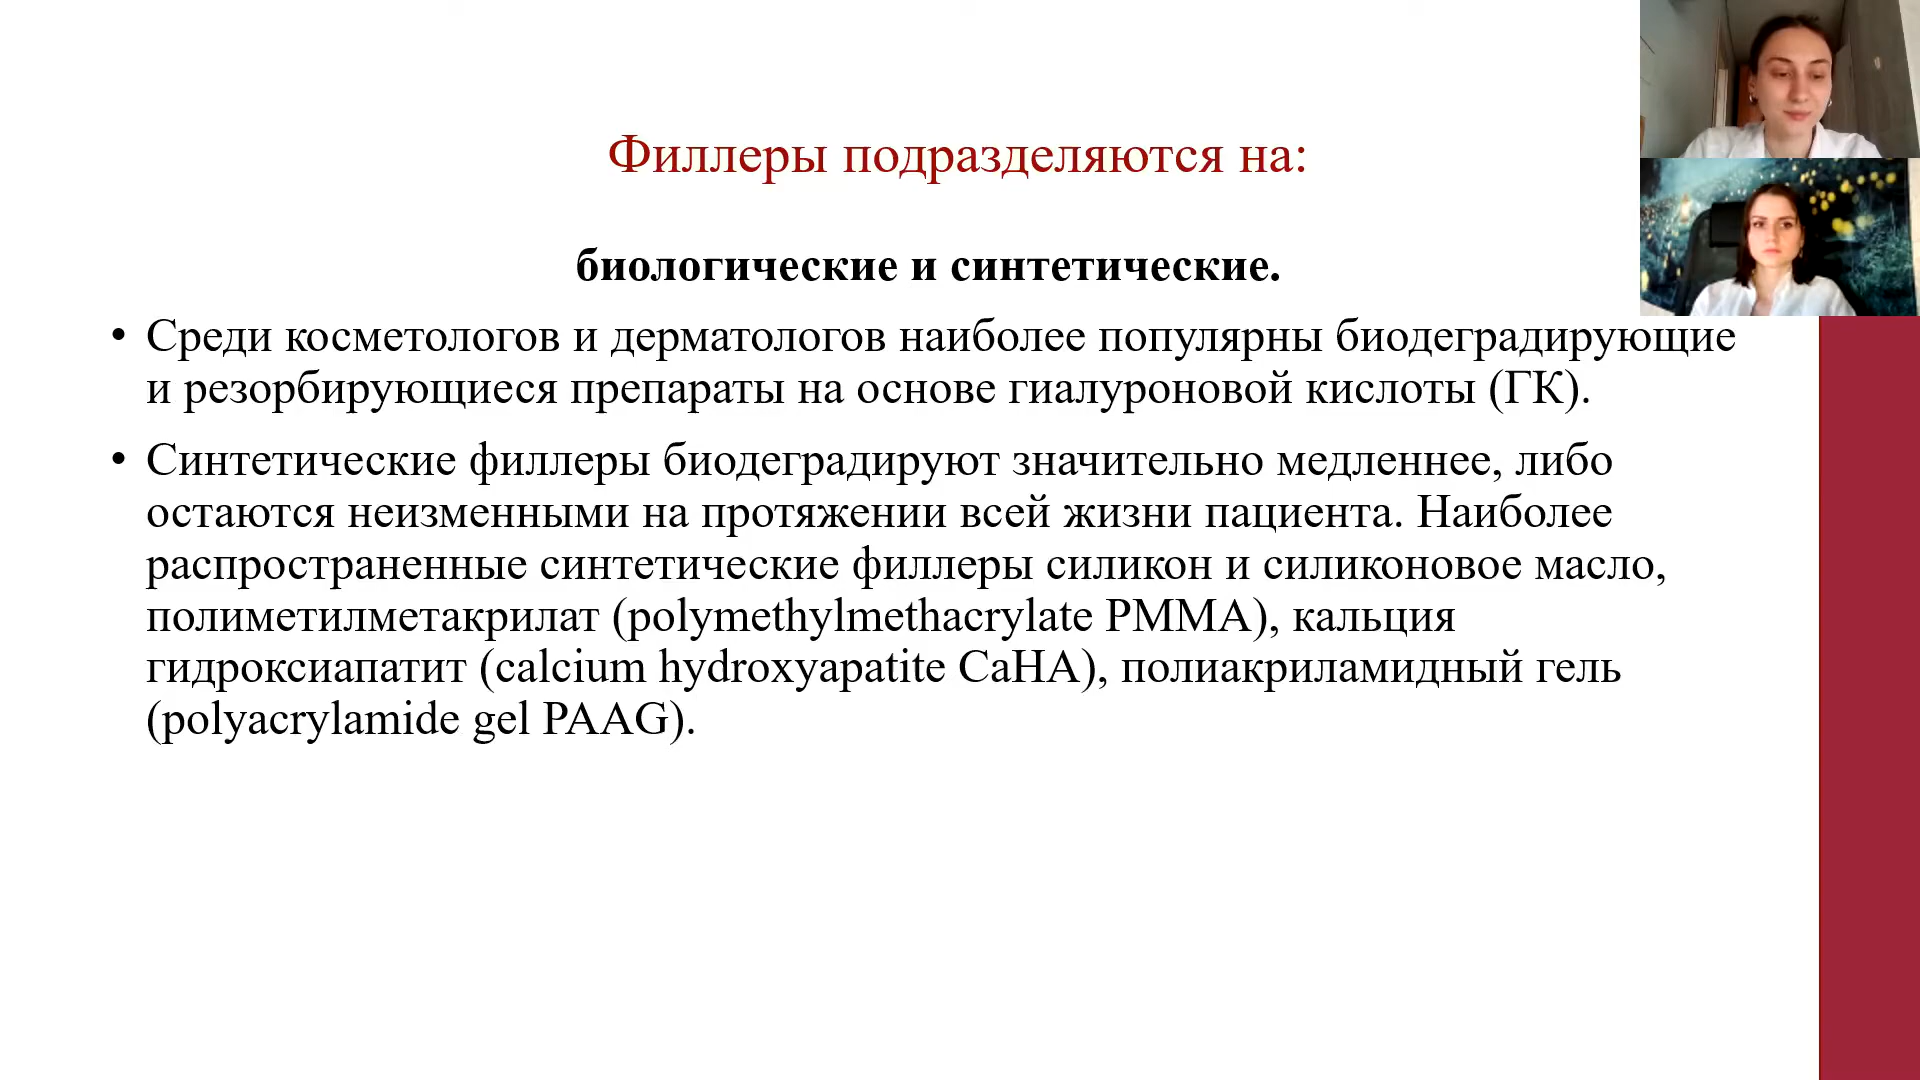 Филлеры подразделяются на:
биологические и синтетические.
• Среди косметологов и дерматологов наиболее популярны биодеградирующие
и резорбирующиеся препараты на основе гиалуроновой кислоты (ГК).
• Синтетические филлеры биодеградируют значительно медленнее, либо
остаются неизменными на протяжении всей жизни пациента. Наиболее
распространенные синтетические филлеры силикон и силиконовое масло,
полиметилметакрилат (polymethylmethacrylate PMMA), кальция
гидроксиапатит (calcium hydroxyapatite CaHA), полиакриламидный гель
(polyacrylamide gel PAAG).